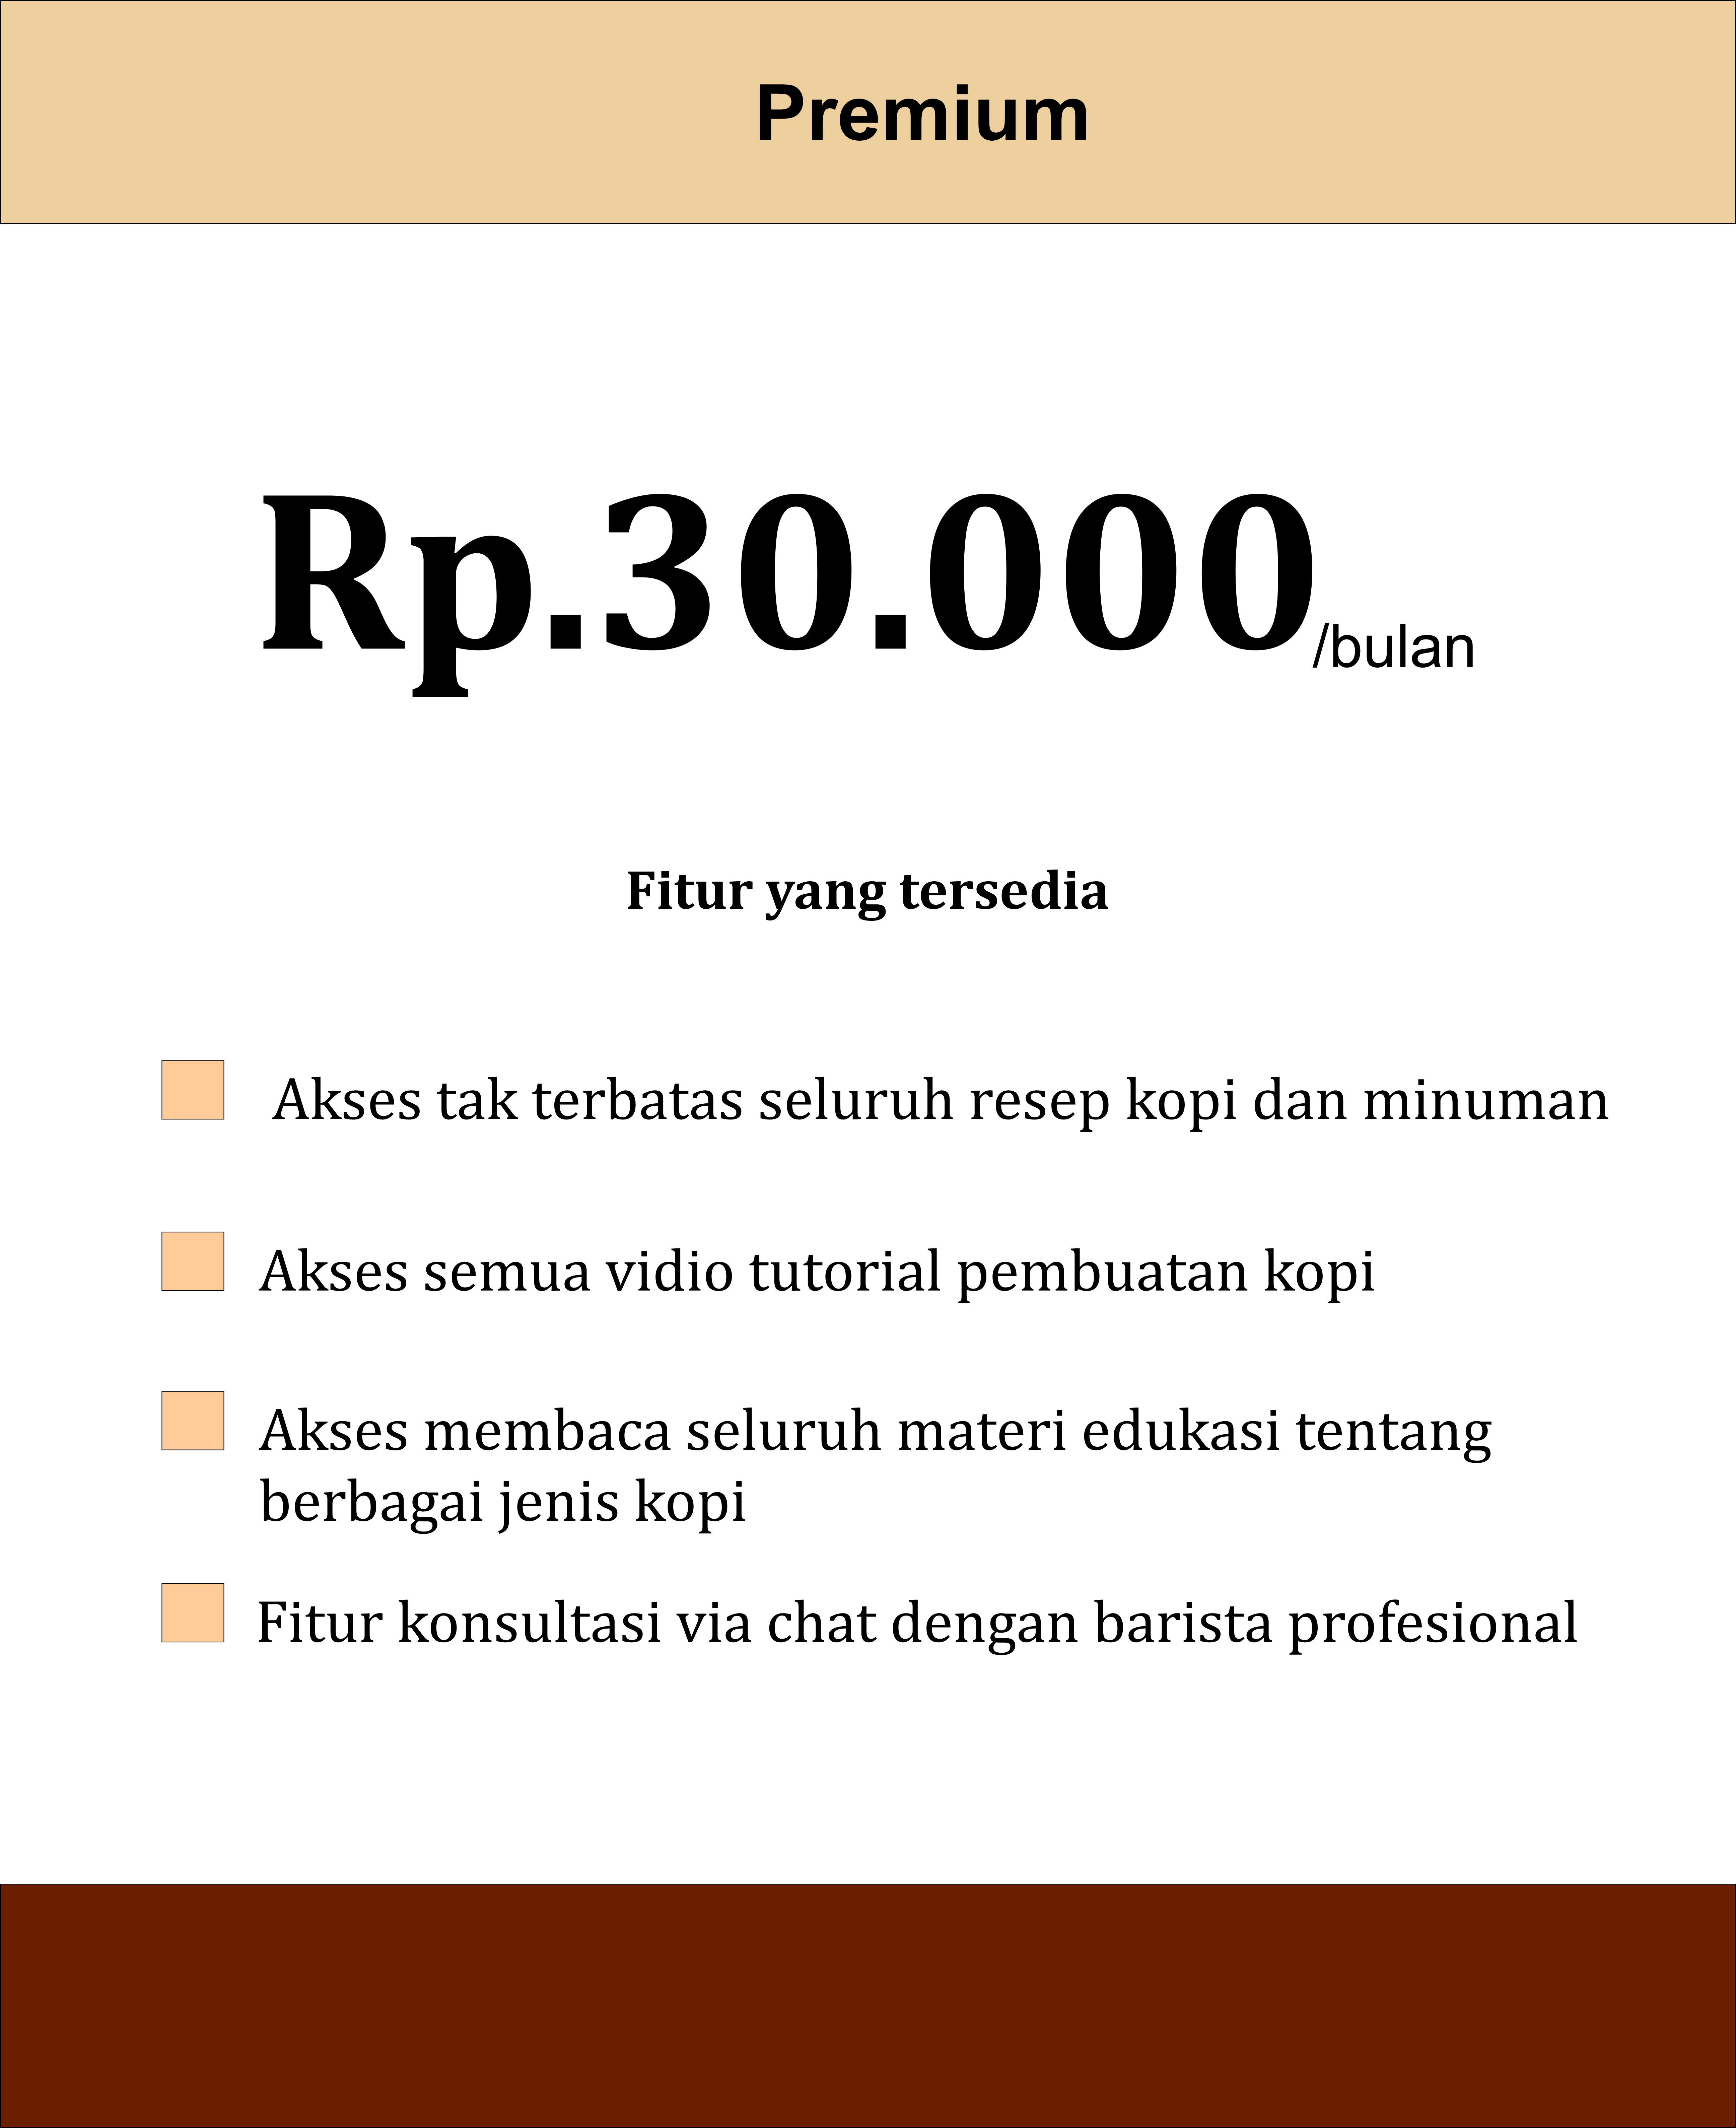 Premium
Rp.30.000/bulan
Fitur yang tersedia
Akses tak terbatas seluruh resep kopi dan minuman
Akses semua vidio tutorial pembuatan kopi
Akses membaca seluruh materi edukasi tentang
berbagai jenis kopi
Fitur konsultasi via chat dengan barista profesional